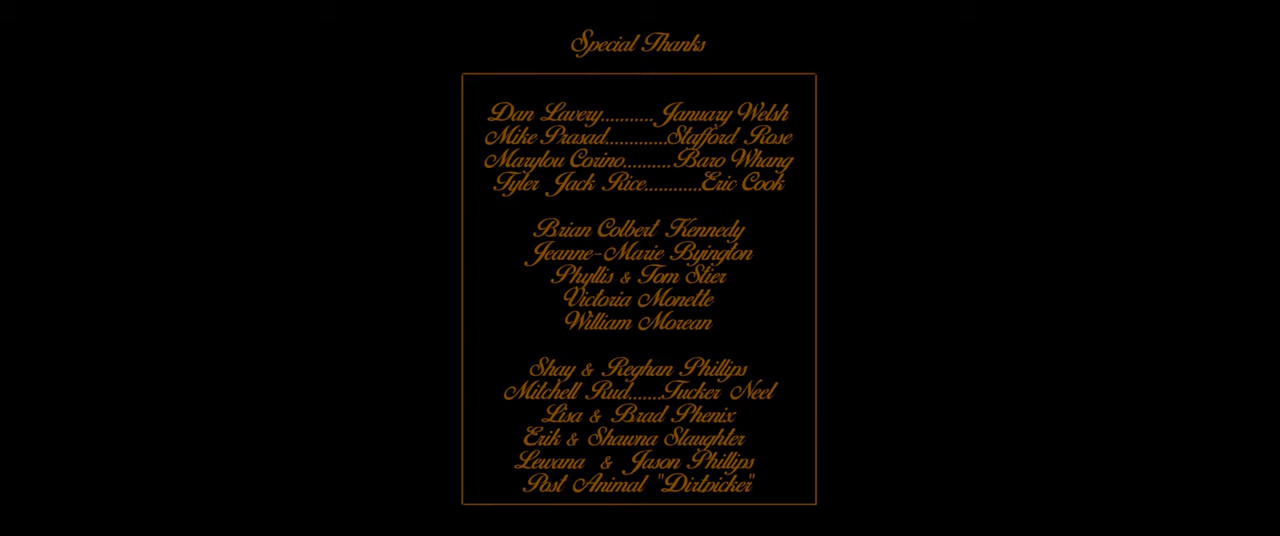 Special Thanks
Dan Lavery........... January Welsh
Mike Prasad.............Stafford Rose
Marylou Corino.......... Baro Whang
Tyler Jack Rice............Eric Cook
Brian Colbert Kennedy
Jeanne-Marie Byington
Phyllis & Tom Stier
Victoria Monette
William Morean
Shay & Reghan Phillips
Mitchell Rud.......Tucker Neel
Lisa & Brad Phenix
Erik & Shawna Slaughter
Lewana & Jason Phillips
Post Animal "Dirtpicker"